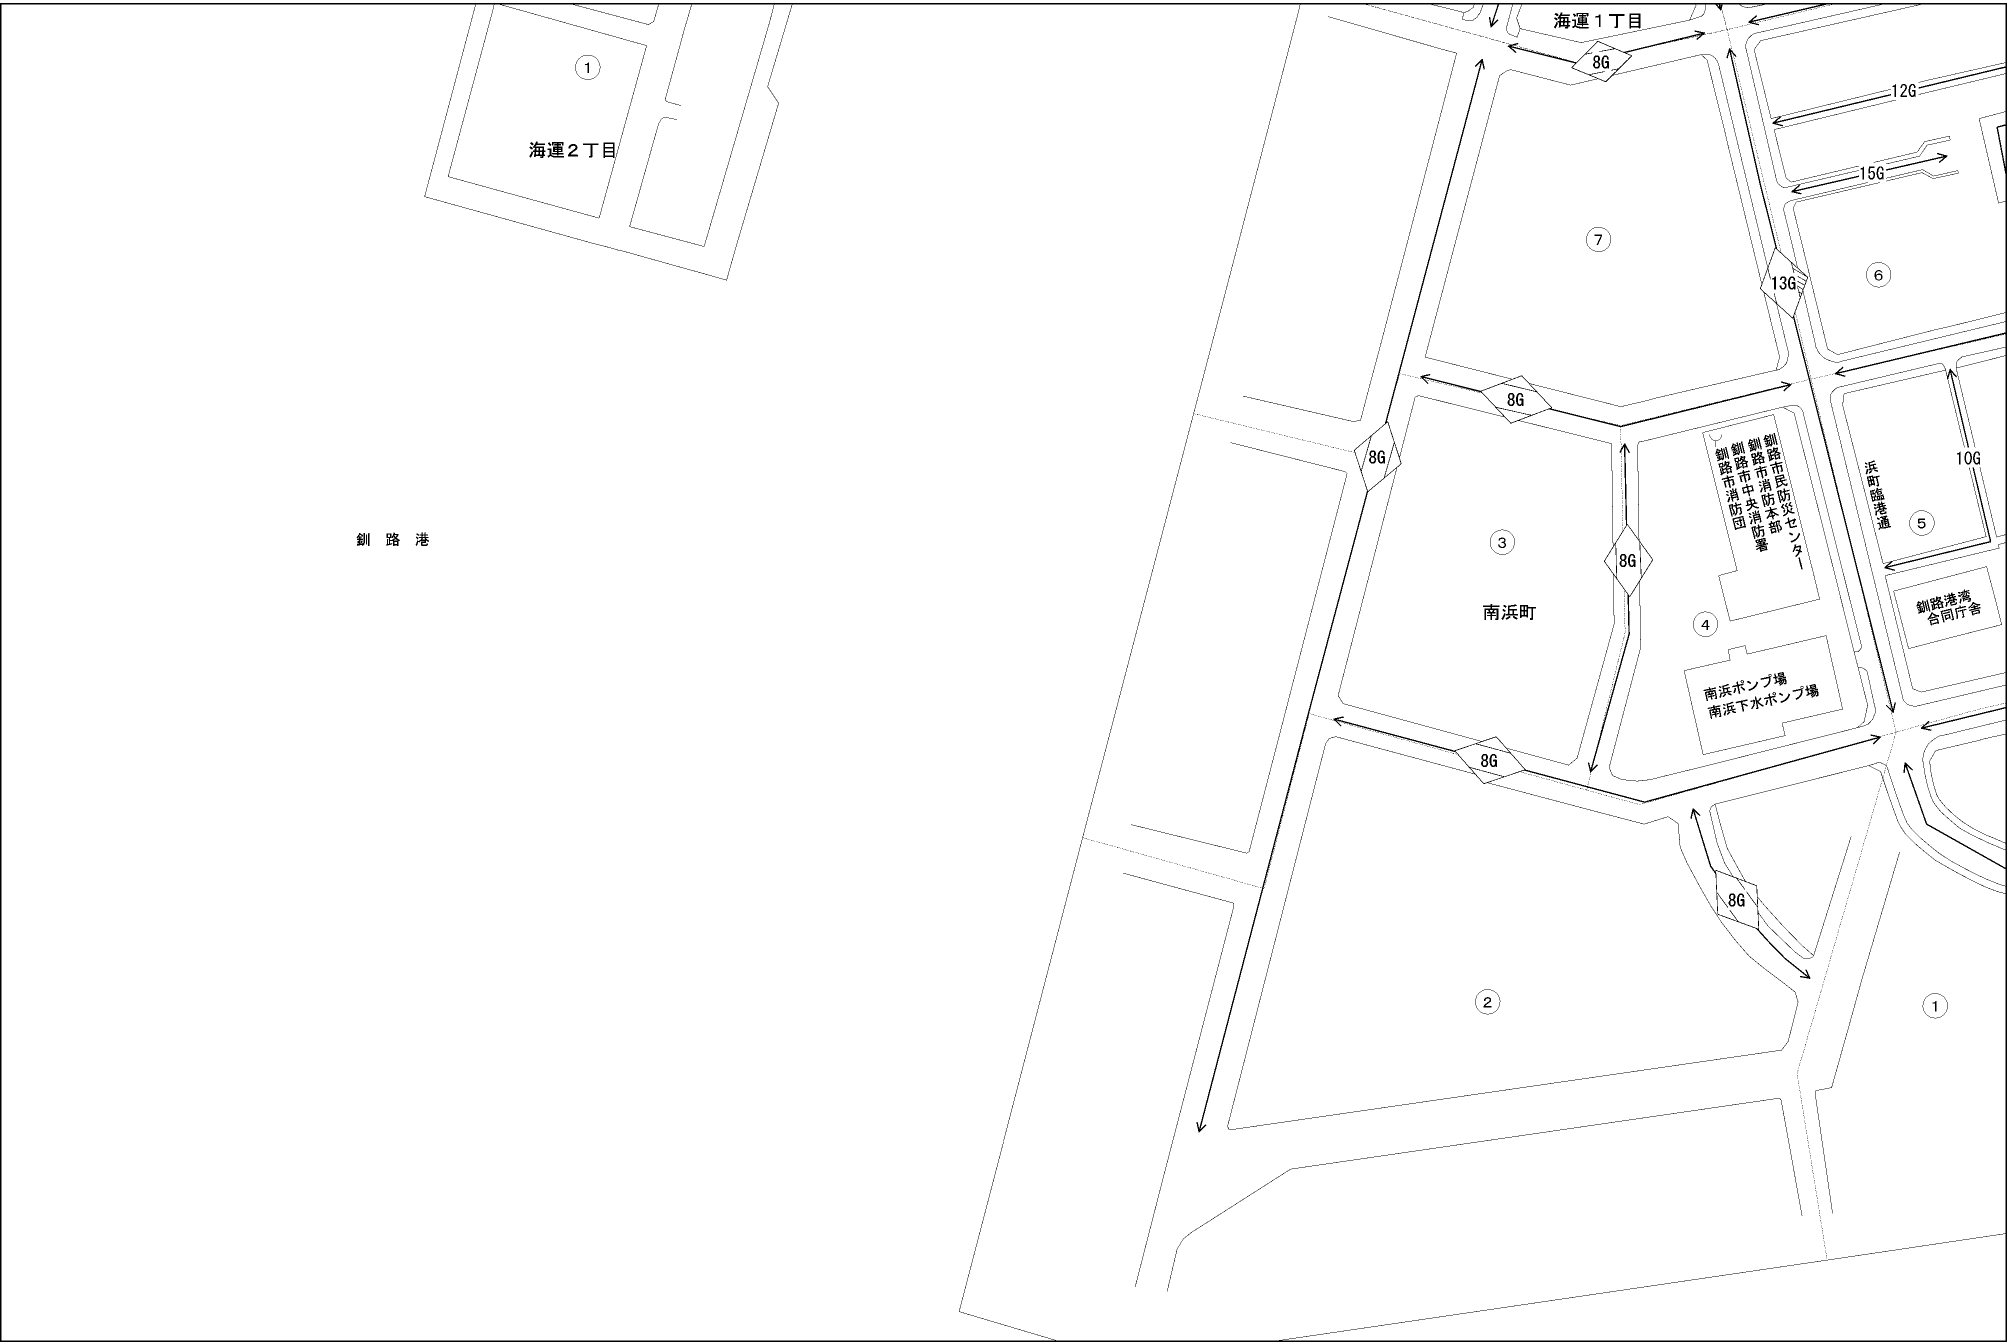 海運1丁目
8G
①
12G
海運2丁目
15G
⑦
⑥
13G
8G
8G
釧路市民防災センター
釧路市消防本部
釧路市中央消防署
釧路市消防団
10G
浜町臨港通
⑤
釧路港
③
8G
南浜町
④
釧路港湾
合同庁舎
南浜ポンプ場
南浜下水ポンプ場
8G
8G
②
①